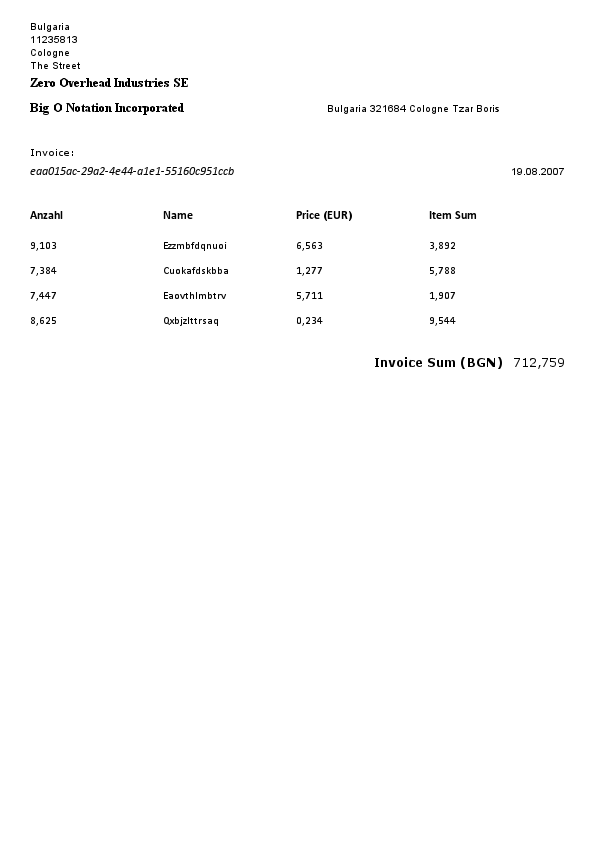 Bulgaria
11235813
Cologne
The Street
Zero Overhead Industries SE
Big O Notation Incorporated Bulgaria 321684 Cologne Tzar Boris
Invoice:
eaa015ac-29a2-4e44-a1e1-55160c951ccb 19.08.2007
Anzahl Name Price (EUR) Item Sum
9,103 Ezzmbfdqnuoi 6,563 3,892
7,384 Cuokafdskbba 1,277 5,788
7,447 Eaovthlmbtrv 5,711 1,907
8,625 Qxbjzlttrsaq 0,234 9,544
Invoice Sum (BGN) 712,759